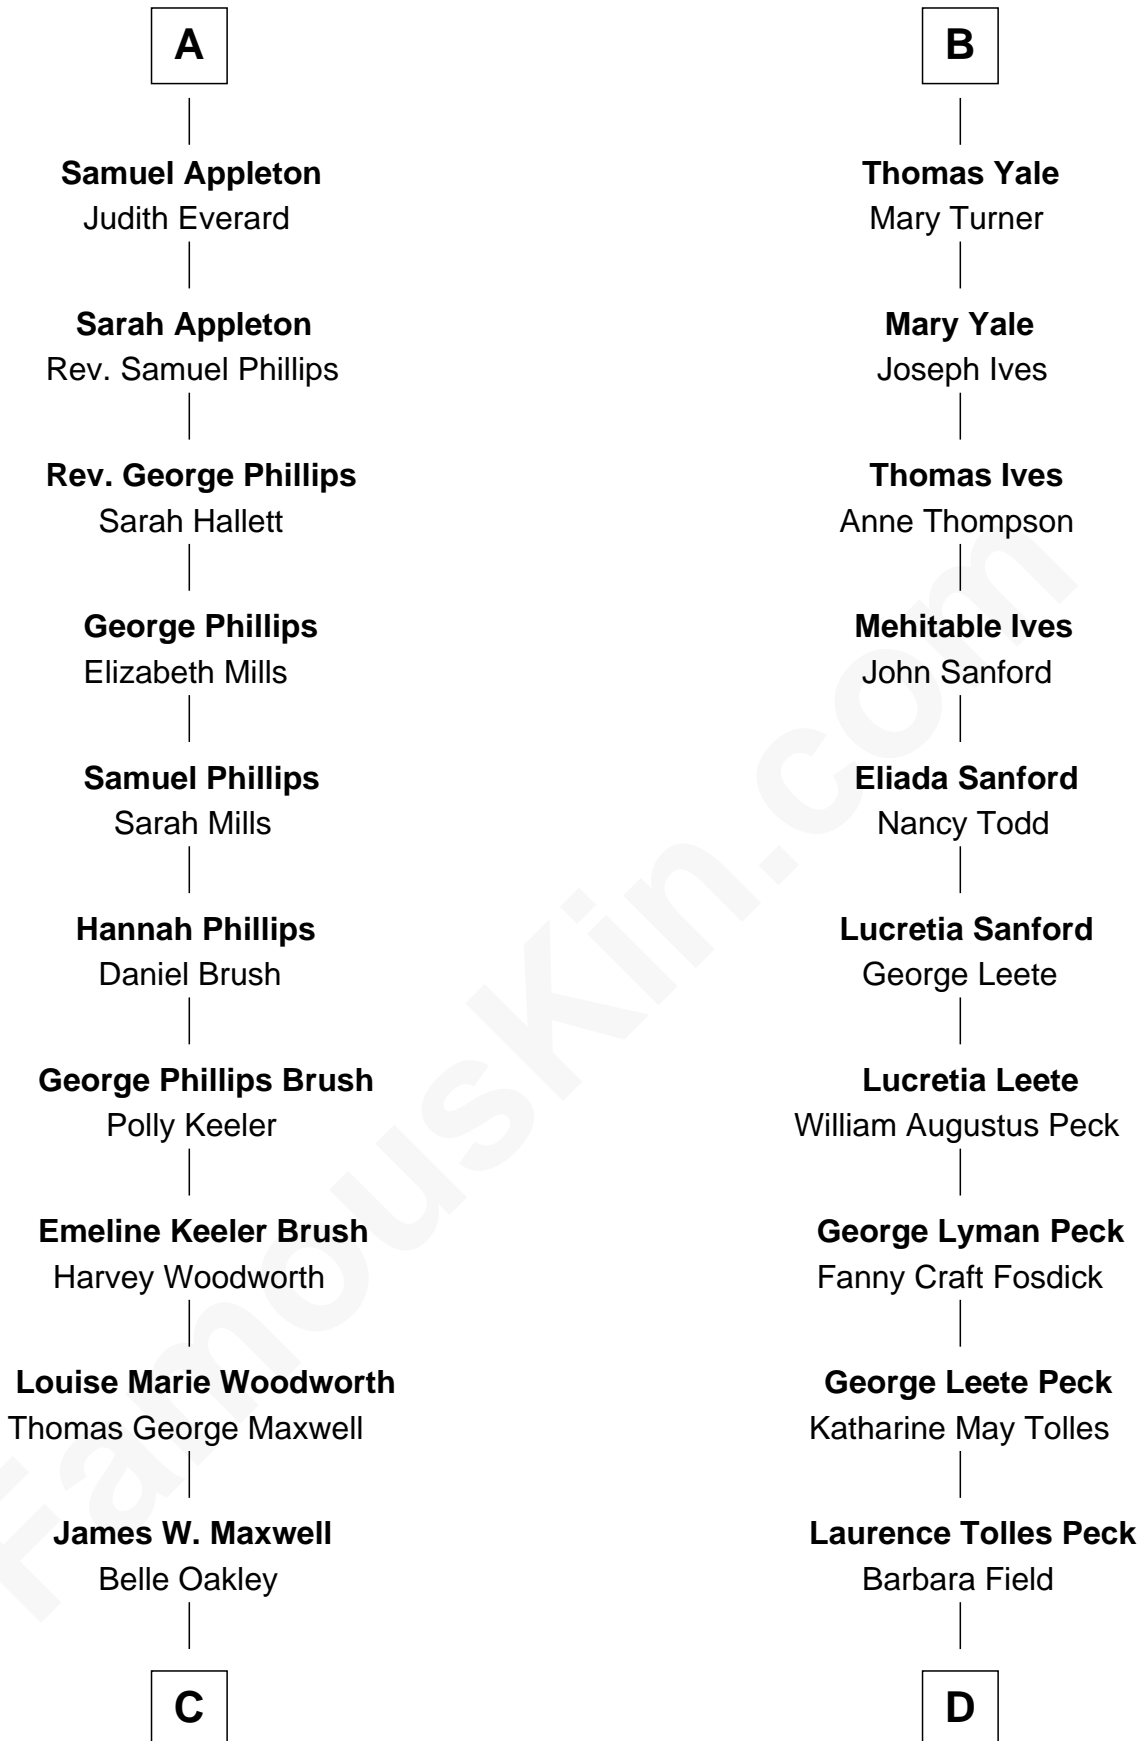 A
Samuel Appleton
Judith Everard
Sarah Appleton
Rev. Samuel Phillips
Rev. George Phillips
Sarah Hallett
George Phillips
Elizabeth Mills
Samuel Phillips
Sarah Mills
Hannah Phillips
Daniel Brush
George Phillips Brush
Polly Keeler
Emeline Keeler Brush
Harvey Woodworth
Louise Marie Woodworth
Thomas George Maxwell
James W. Maxwell
Belle Oakley
C
B
Thomas Yale
Mary Turner
Mary Yale
Joseph Ives
Thomas Ives
Anne Thompson
Mehitable Ives
John Sanford
Eliada Sanford
Nancy Todd
Lucretia Sanford
George Leete
Lucretia Leete
William Augustus Peck
George Lyman Peck
Fanny Craft Fosdick
George Leete Peck
Katharine May Tolles
Laurence Tolles Peck
Barbara Field
D
FamousKin.com